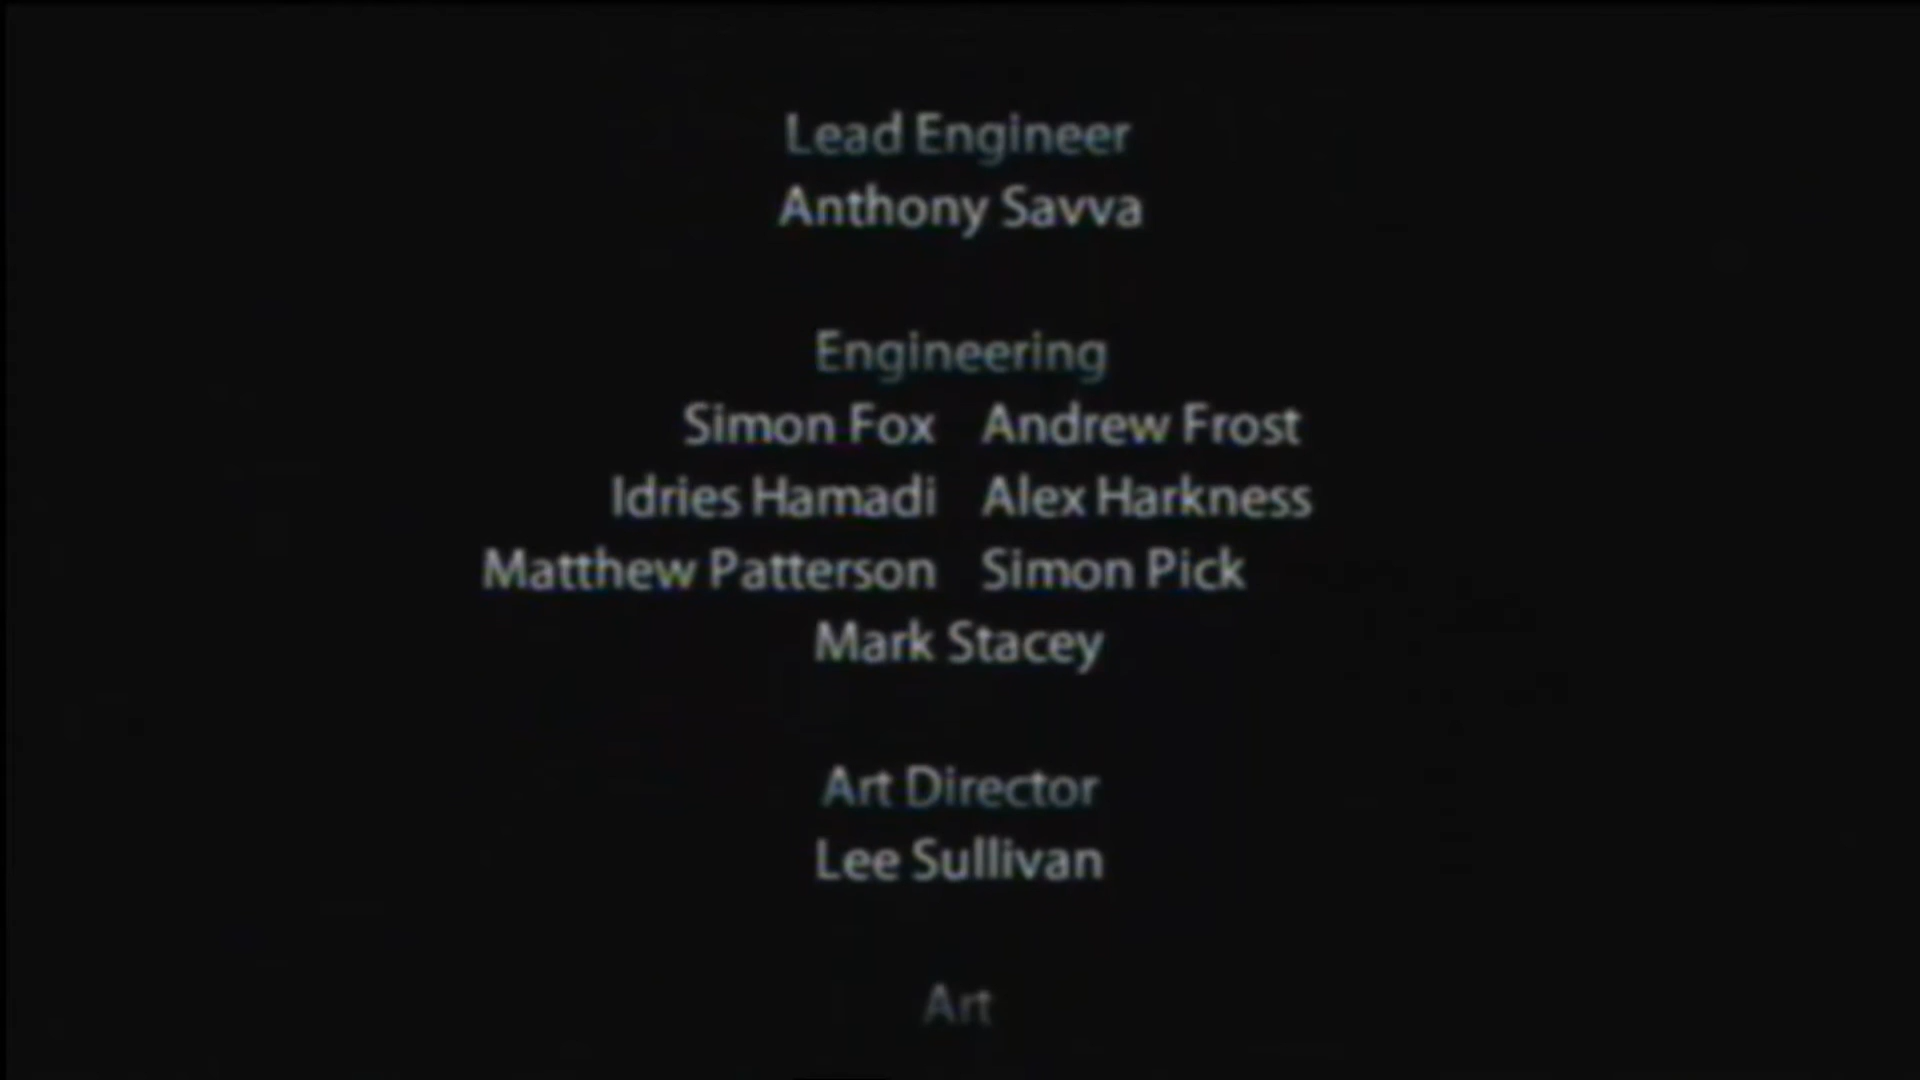 Lead Engineer
Anthony Savva
Engineering
Simon Fox Andrew Frost
Idries Hamadi Alex Harkness
Matthew Patterson Simon Pick
Mark Stacey
Art Director
Lee Sullivan
Art